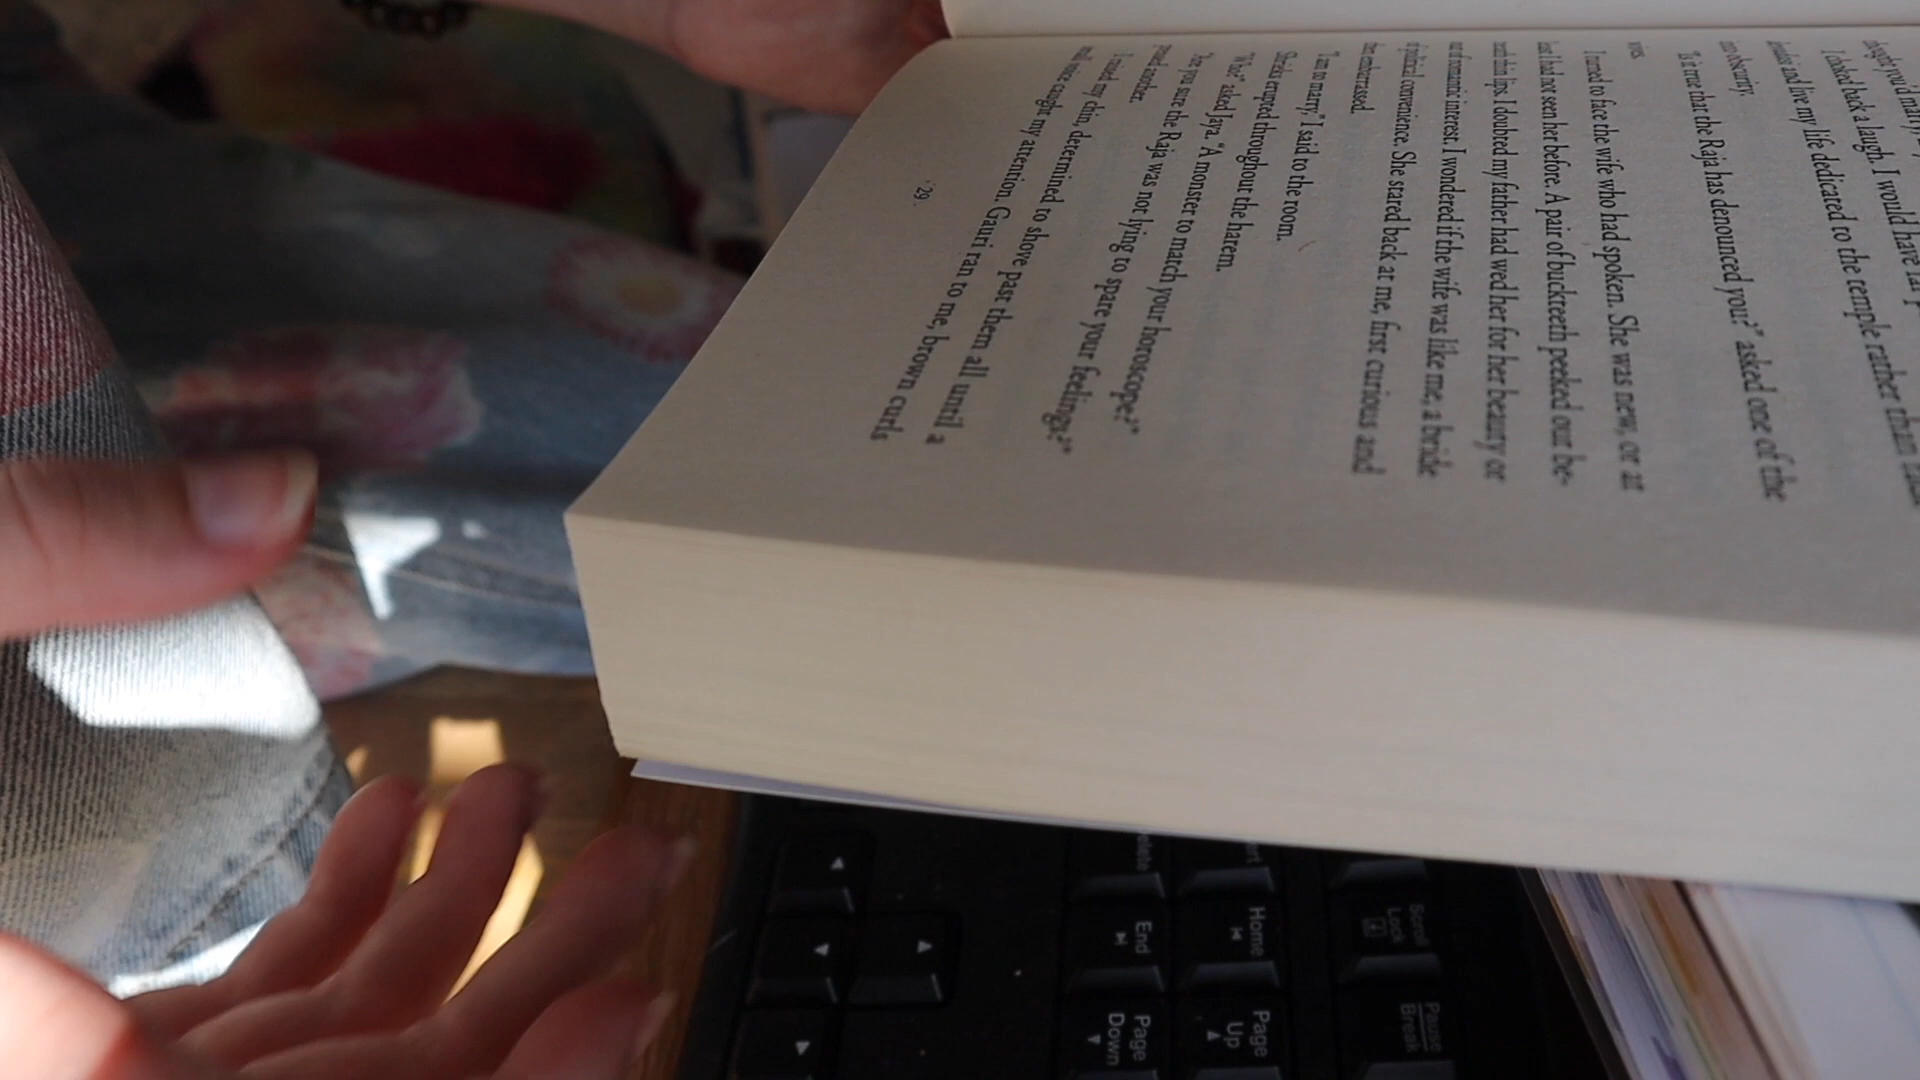 thought you'd marry,
I choked back a laugh. I would have
and live my life dedicated to the temple rather than
into obscurity.
"Is it true that the Raja has denounced you?" asked one of the
wives.
I turned to face the wife who had spoken. She was new, or at
least I had not seen her before. A pair of buckteeth peeked out be-
neath thin lips. I doubted my father had wed her for her beauty or
out of romantic interest. I wondered if the wife was like me, a bride
of political convenience. She stared back at me, first curious and
then embarrassed.
"I am to marry," I said to the room.
Shrieks erupted throughout the harem.
"Who?" asked Jaya. "A monster to match your horoscope?"
"Are you sure the Raja was not lying to spare your feelings?"
another.
I raised my chin, determined to shove past them all until a
small voice caught my attention. Gauri ran to me, brown curls
· 29 ·
End
Home
Scroll
Lock
Page
Down
Page
Up
Pause
Break